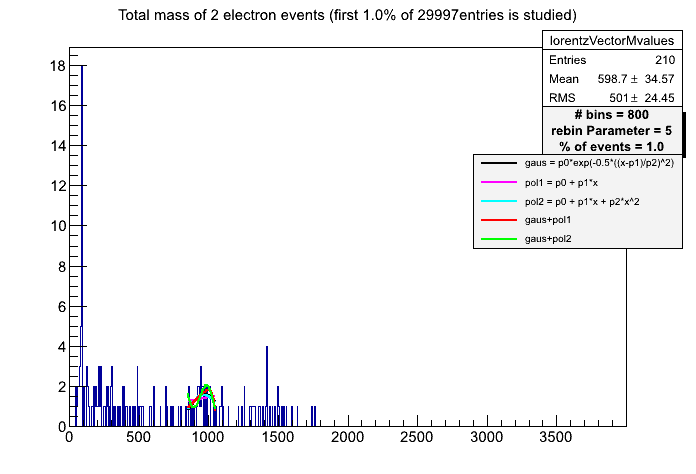 Total mass of 2 electron events (first 1.0% of 29997entries is studied)
lorentzVectorMvalues
Entries 210
Mean 598.7 ± 34.57
RMS 501 ± 24.45
# bins = 800
rebin Parameter = 5
% of events = 1.0
gaus = p0*exp(-0.5*((x-p1)/p2)^2)
pol1 = p0 + p1*x
pol2 = p0 + p1*x + p2*x^2
gaus+pol1
gaus+pol2
18
16
14
12
10
8
6
4
2
0
0 500 1000 1500 2000 2500 3000 3500